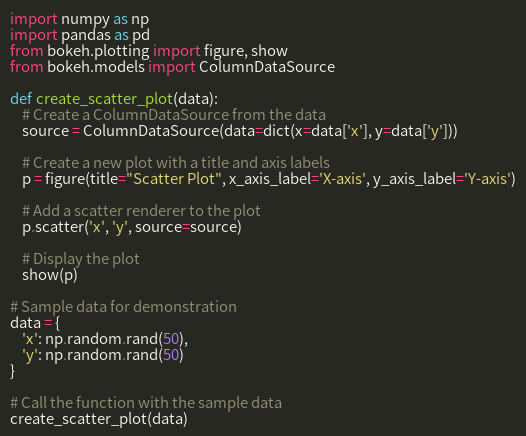 import numpy as np
import pandas as pd
from bokeh.plotting import figure, show
from bokeh.models import ColumnDataSource

def create_scatter_plot(data):
    # Create a ColumnDataSource from the data
    source = ColumnDataSource(data=dict(x=data['x'], y=data['y']))

    # Create a new plot with a title and axis labels
    p = figure(title="Scatter Plot", x_axis_label='X-axis', y_axis_label='Y-axis')

    # Add a scatter renderer to the plot
    p.scatter('x', 'y', source=source)

    # Display the plot
    show(p)

# Sample data for demonstration
data = {
    'x': np.random.rand(50),
    'y': np.random.rand(50)
}

# Call the function with the sample data
create_scatter_plot(data)